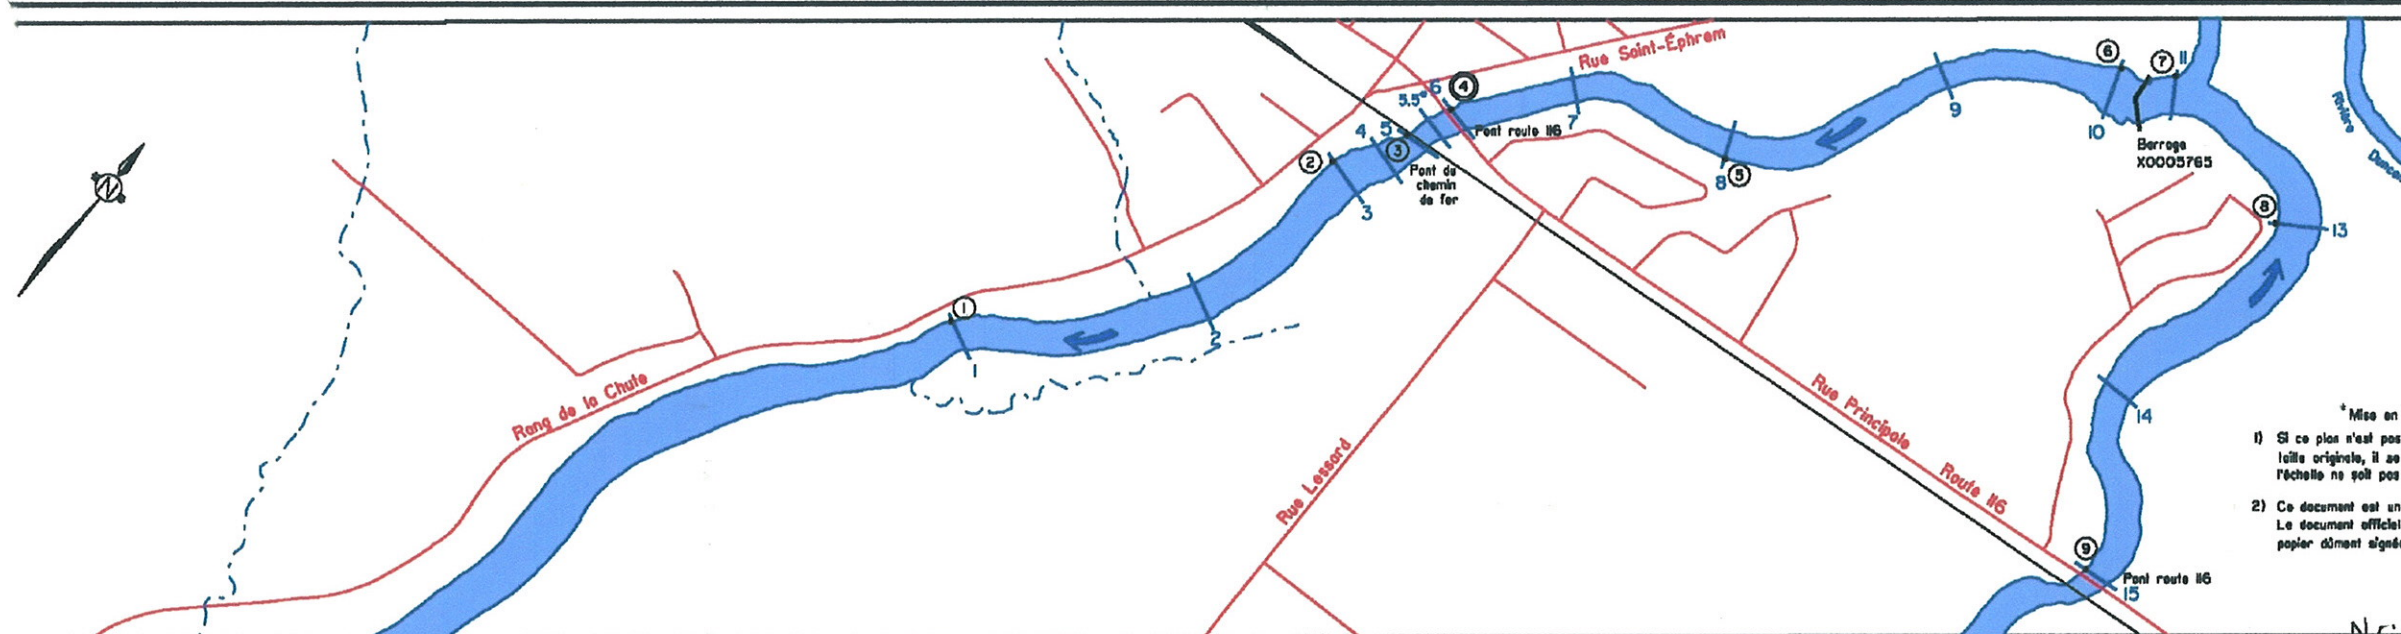 Rue Saint-Éphrem
6
7
11
6
4
5.5*
9
5
4
Pont route 116
7
10
3
2
Barrage
X0005765
Rivière
Pont du
chemin
de fer
8
5
3
8
13
N
1
2
1
Rang de la Chute
Rue Lessard
Rue Principale
Route 116
14
*Mise en
1) Si ce plan n'est pas
taille originale, il se
l'échelle ne soit pas
2) Ce document est un
Le document officiel
papier dûment signé
9
Pont route 116
15